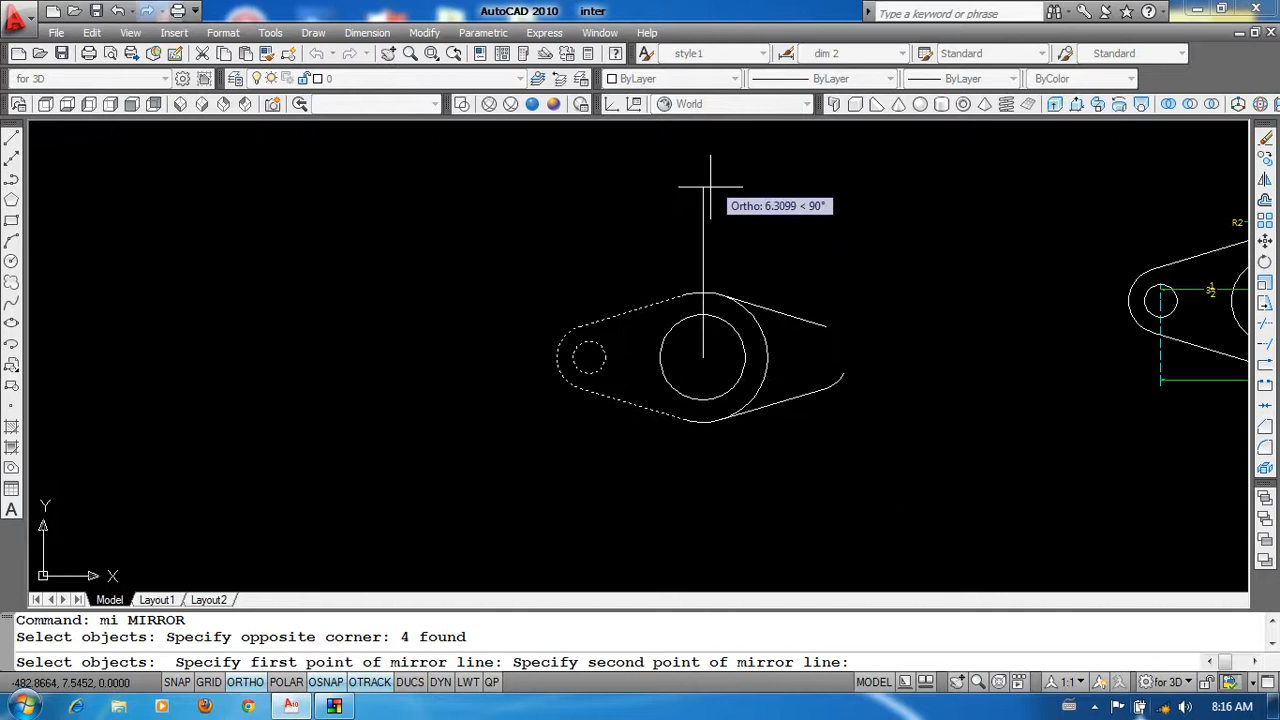 AutoCAD 2010 inter
Type a keyword or phrase
File Edit View Insert Format Tools Draw Dimension Modify Parametric Express Window Help
style1 dim 2 Standard Standard
for 3D 0 ByLayer ByLayer ByLayer ByColor
World
Ortho: 6.3099 < 90°
R2
Y
X
A
Model Layout1 Layout2
Command: mi MIRROR
Select objects: Specify opposite corner: 4 found
Select objects: Specify first point of mirror line: Specify second point of mirror line:
-482.8664, 7.5452, 0.0000 SNAP GRID ORTHO POLAR OSNAP OTRACK DUCS DYN LWT QP MODEL 1:1 for 3D
8:16 AM